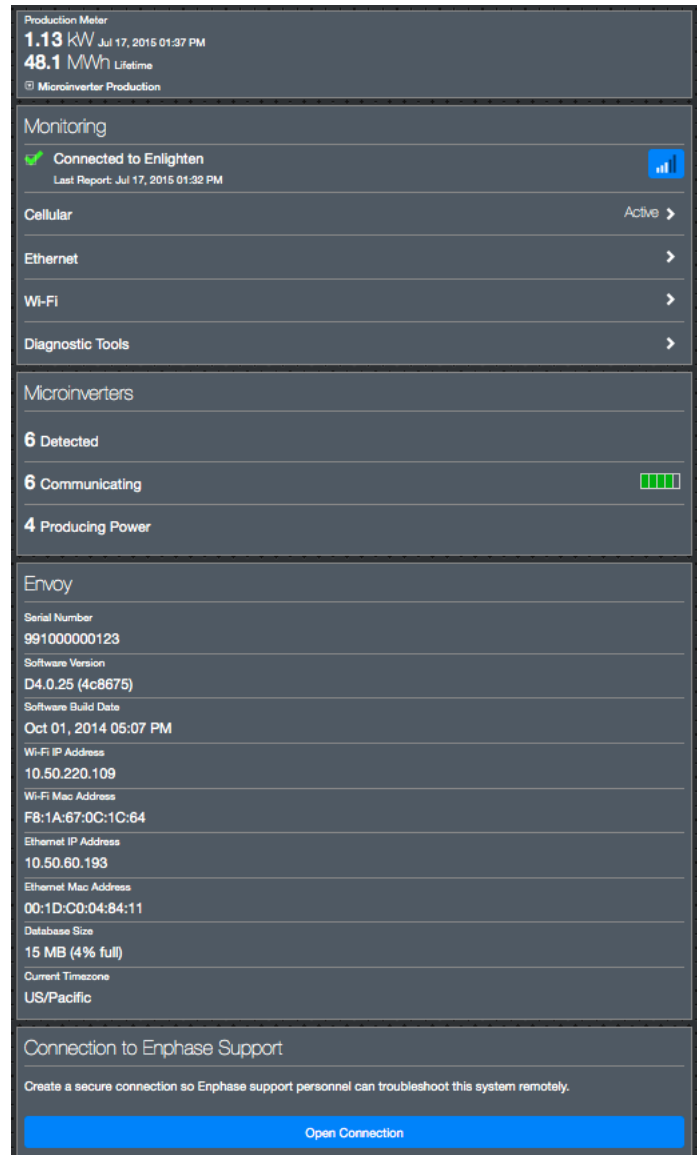 Production Meter
1.13 kW Jul 17, 2015 01:37 PM
48.1 MWh Lifetime
Microinverter Production
Monitoring
Connected to Enlighten
Last Report: Jul 17, 2015 01:32 PM
Cellular Active
Ethernet
Wi-Fi
Diagnostic Tools
Microinverters
6 Detected
6 Communicating
4 Producing Power
Envoy
Serial Number
991000000123
Software Version
D4.0.25 (4c8675)
Software Build Date
Oct 01, 2014 05:07 PM
Wi-Fi IP Address
10.50.220.109
Wi-Fi Mac Address
F8:1A:67:0C:1C:64
Ethernet IP Address
10.50.60.193
Ethernet Mac Address
00:1D:C0:04:84:11
Database Size
15 MB (4% full)
Current Timezone
US/Pacific
Connection to Enphase Support
Create a secure connection so Enphase support personnel can troubleshoot this system remotely.
Open Connection